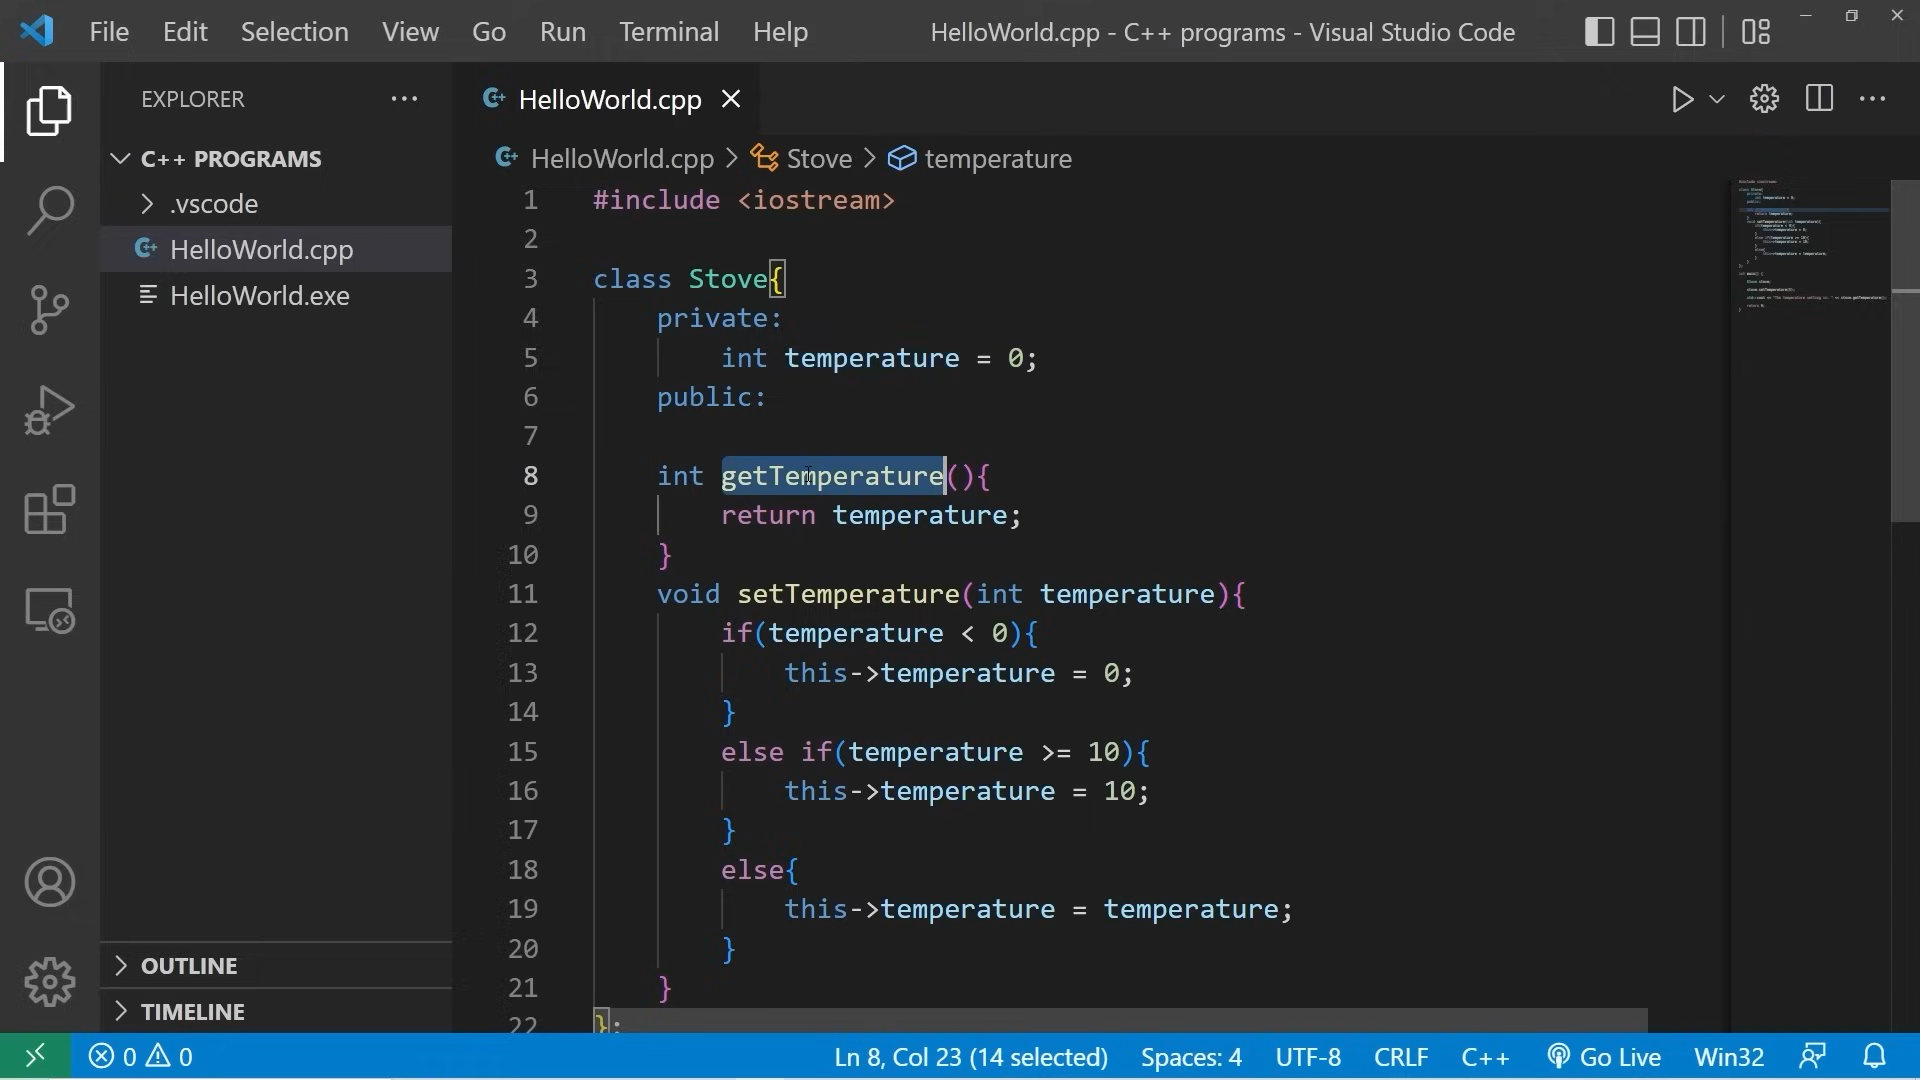 File Edit Selection View Go Run Terminal Help HelloWorld.cpp - C++ programs - Visual Studio Code
EXPLORER
C++ PROGRAMS
.vscode
HelloWorld.cpp
HelloWorld.exe
OUTLINE
TIMELINE
HelloWorld.cpp
HelloWorld.cpp > Stove > temperature
1 #include <iostream>
2
3 class Stove{
4 private:
5 int temperature = 0;
6 public:
7
8 int getTemperature(){
9 return temperature;
10 }
11 void setTemperature(int temperature){
12 if(temperature < 0){
13 this->temperature = 0;
14 }
15 else if(temperature >= 10){
16 this->temperature = 10;
17 }
18 else{
19 this->temperature = temperature;
20 }
21 }
22 };
0 0 Ln 8, Col 23 (14 selected) Spaces: 4 UTF-8 CRLF C++ Go Live Win32